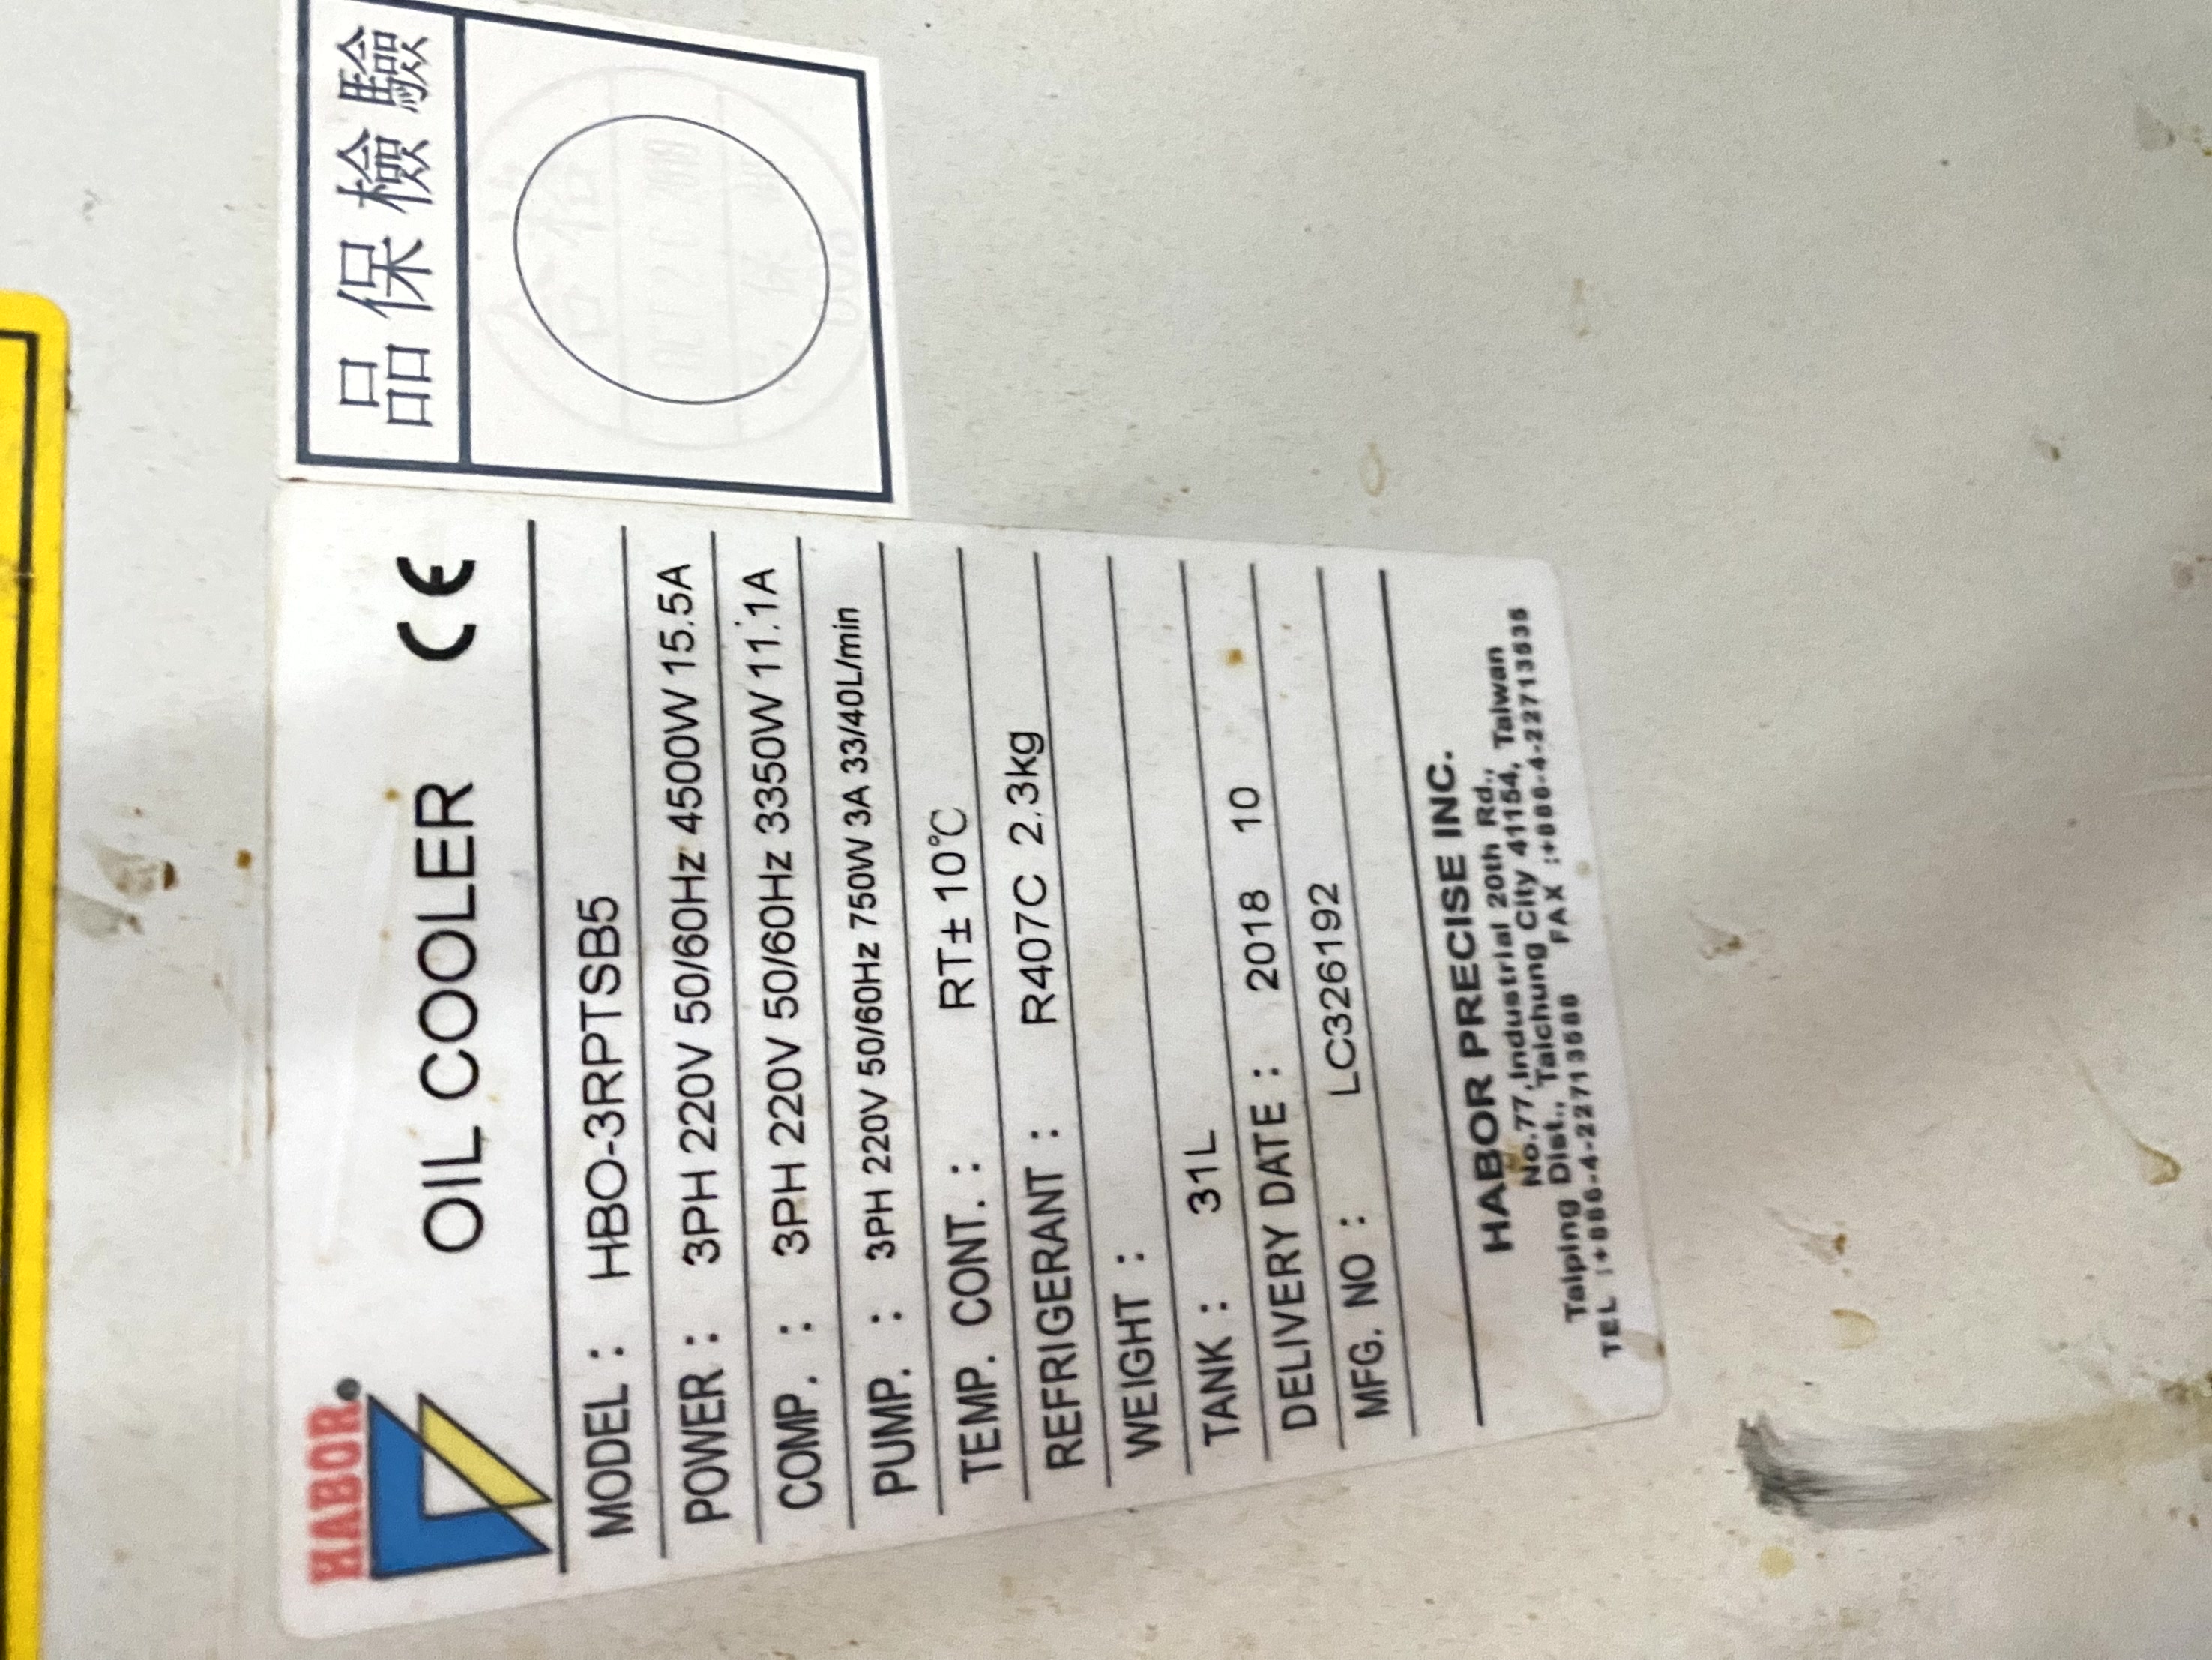 HABOR
OIL COOLER CE
MODEL : HBO-3RPTSB5
POWER : 3PH 220V 50/60Hz 4500W 15.5A
COMP. : 3PH 220V 50/60Hz 3350W 11.1A
PUMP. : 3PH 220V 50/60Hz 750W 3A 33/40L/min
TEMP. CONT. : RT± 10℃
REFRIGERANT : R407C 2.3kg
WEIGHT :
TANK : 31L
DELIVERY DATE : 2018 10
MFG. NO : LC326192
HABOR PRECISE INC.
No.77,Industrial 20th Rd.,
Taiping Dist., Taichung City 41154, Taiwan
TEL :+886-4-22713588 FAX :+886-4-22713535
品保檢驗